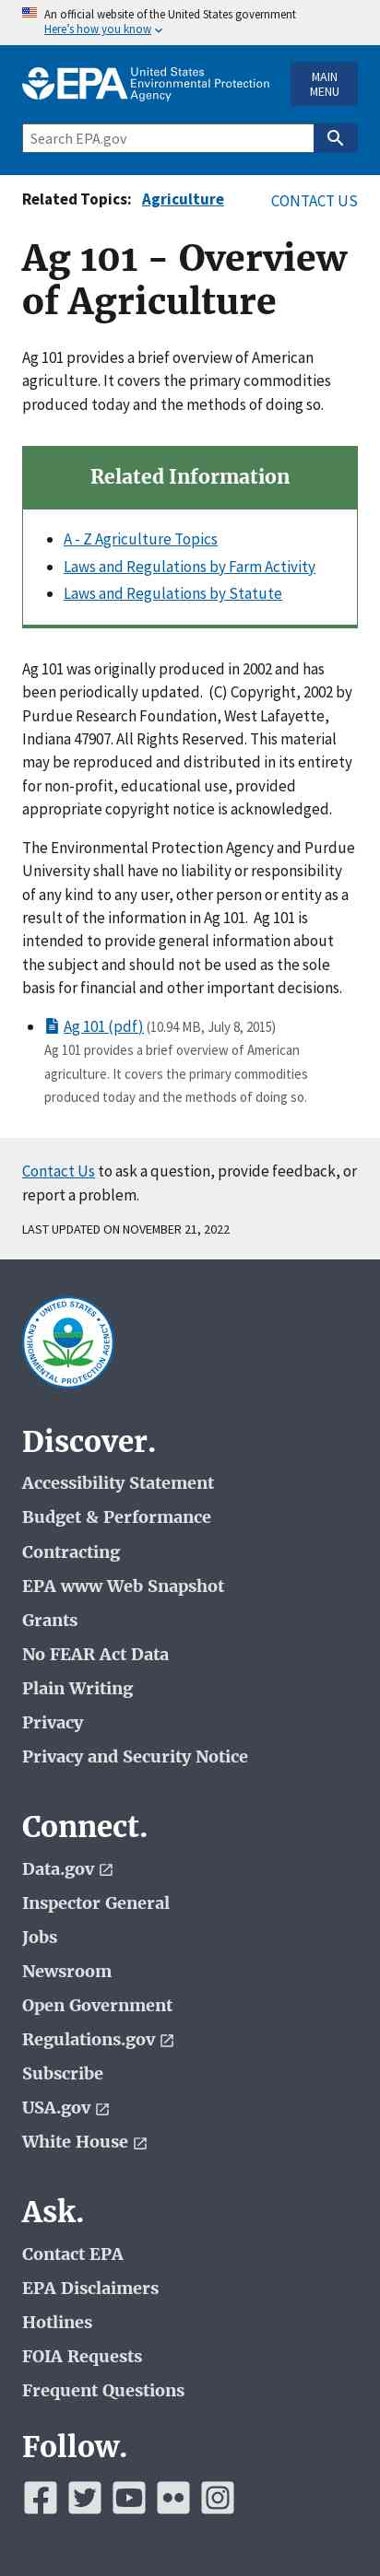 An official website of the United States government
Here's how you know
EPA United States
Environmental Protection
Agency
MAIN
MENU
Search EPA.gov
Related Topics: Agriculture
CONTACT US
Ag 101 - Overview
of Agriculture
Ag 101 provides a brief overview of American
agriculture. It covers the primary commodities
produced today and the methods of doing so.
Related Information
A - Z Agriculture Topics
Laws and Regulations by Farm Activity
Laws and Regulations by Statute
Ag 101 was originally produced in 2002 and has
been periodically updated.  (C) Copyright, 2002 by
Purdue Research Foundation, West Lafayette,
Indiana 47907. All Rights Reserved. This material
may be reproduced and distributed in its entirety
for non-profit, educational use, provided
appropriate copyright notice is acknowledged.
The Environmental Protection Agency and Purdue
University shall have no liability or responsibility
of any kind to any user, other person or entity as a
result of the information in Ag 101.  Ag 101 is
intended to provide general information about
the subject and should not be used as the sole
basis for financial and other important decisions.
Ag 101 (pdf) (10.94 MB, July 8, 2015)
Ag 101 provides a brief overview of American
agriculture. It covers the primary commodities
produced today and the methods of doing so.
Contact Us to ask a question, provide feedback, or
report a problem.
LAST UPDATED ON NOVEMBER 21, 2022
UNITED STATES
ENVIRONMENTAL PROTECTION AGENCY
Discover.
Accessibility Statement
Budget & Performance
Contracting
EPA www Web Snapshot
Grants
No FEAR Act Data
Plain Writing
Privacy
Privacy and Security Notice
Connect.
Data.gov
Inspector General
Jobs
Newsroom
Open Government
Regulations.gov
Subscribe
USA.gov
White House
Ask.
Contact EPA
EPA Disclaimers
Hotlines
FOIA Requests
Frequent Questions
Follow.